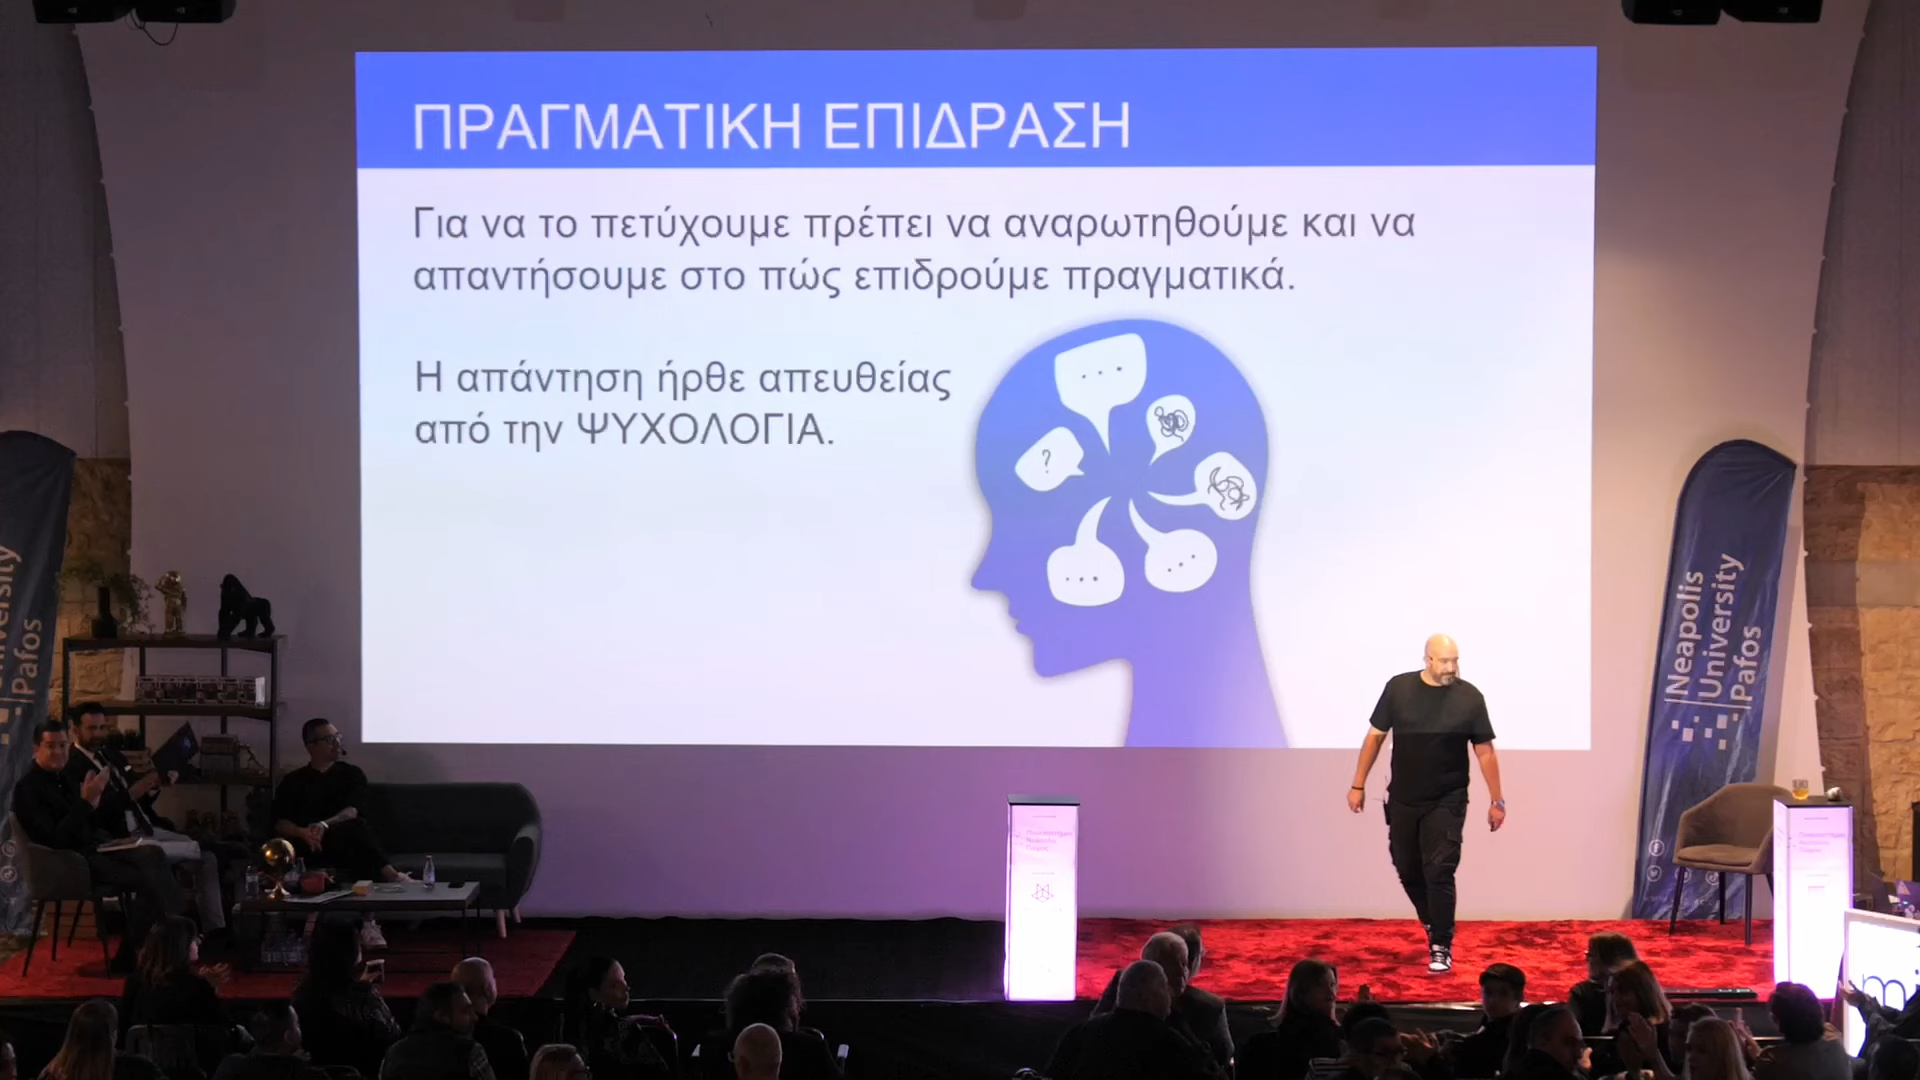 ΠΡΑΓΜΑΤΙΚΗ ΕΠΙΔΡΑΣΗ
Για να το πετύχουμε πρέπει να αναρωτηθούμε και να
απαντήσουμε στο πώς επιδρούμε πραγματικά.
Η απάντηση ήρθε απευθείας
από την ΨΥΧΟΛΟΓΙΑ.
?
University
Pafos
Neapolis
University
Pafos